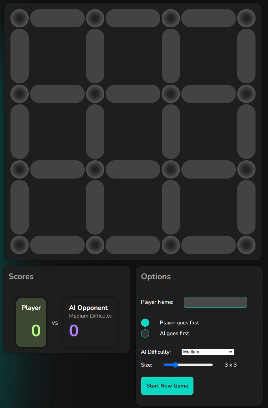 Scores
Player
0
vs
AI Opponent
Medium Difficulty
0
Options
Player Name:
Player goes first
AI goes first
AI Difficulty:
Medium
Size:
3 x 3
Start New Game